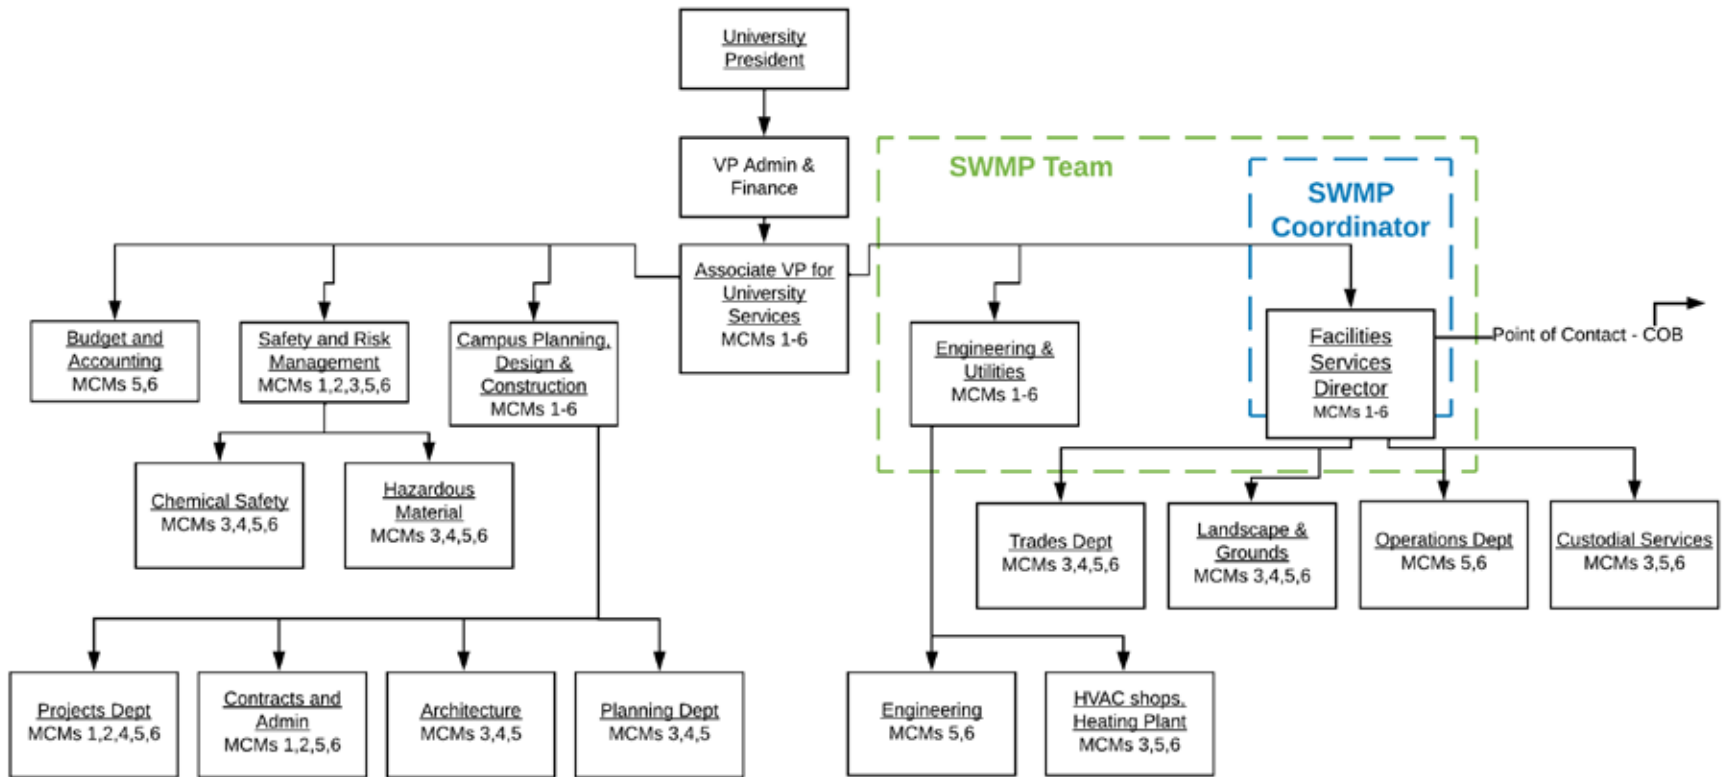 University
President
VP Admin &
Finance
SWMP Team
SWMP
Coordinator
Associate VP for
University
Services
MCMs 1-6
Budget and
Accounting
MCMs 5,6
Safety and Risk
Management
MCMs 1,2,3,5,6
Campus Planning,
Design &
Construction
MCMs 1-6
Engineering &
Utilities
MCMs 1-6
Facilities
Services
Director
MCMs 1-6
Point of Contact - COB
Chemical Safety
MCMs 3,4,5,6
Hazardous
Material
MCMs 3,4,5,6
Trades Dept
MCMs 3,4,5,6
Landscape &
Grounds
MCMs 3,4,5,6
Operations Dept
MCMs 5,6
Custodial Services
MCMs 3,5,6
Projects Dept
MCMs 1,2,4,5,6
Contracts and
Admin
MCMs 1,2,5,6
Architecture
MCMs 3,4,5
Planning Dept
MCMs 3,4,5
Engineering
MCMs 5,6
HVAC shops,
Heating Plant
MCMs 3,5,6